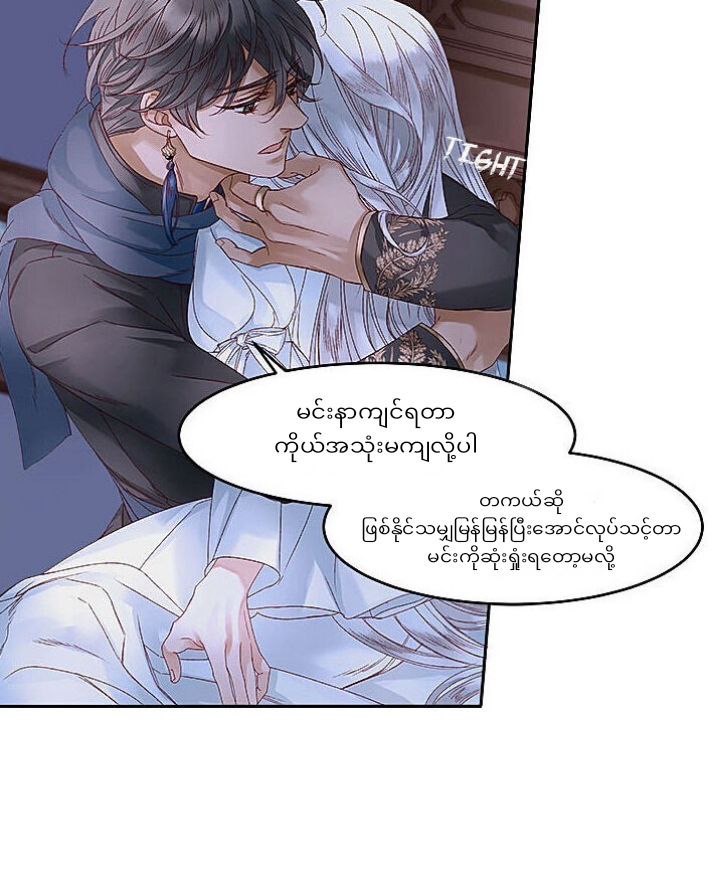 TIGHT
မင်းနာကျင်ရတာ
ကိုယ်အသုံးမကျလို့ပါ
တကယ်ဆို
ဖြစ်နိုင်သမျှမြန်မြန်ပြီးအောင်လုပ်သင့်တာ
မင်းကိုဆုံးရှုံးရတော့မလို့